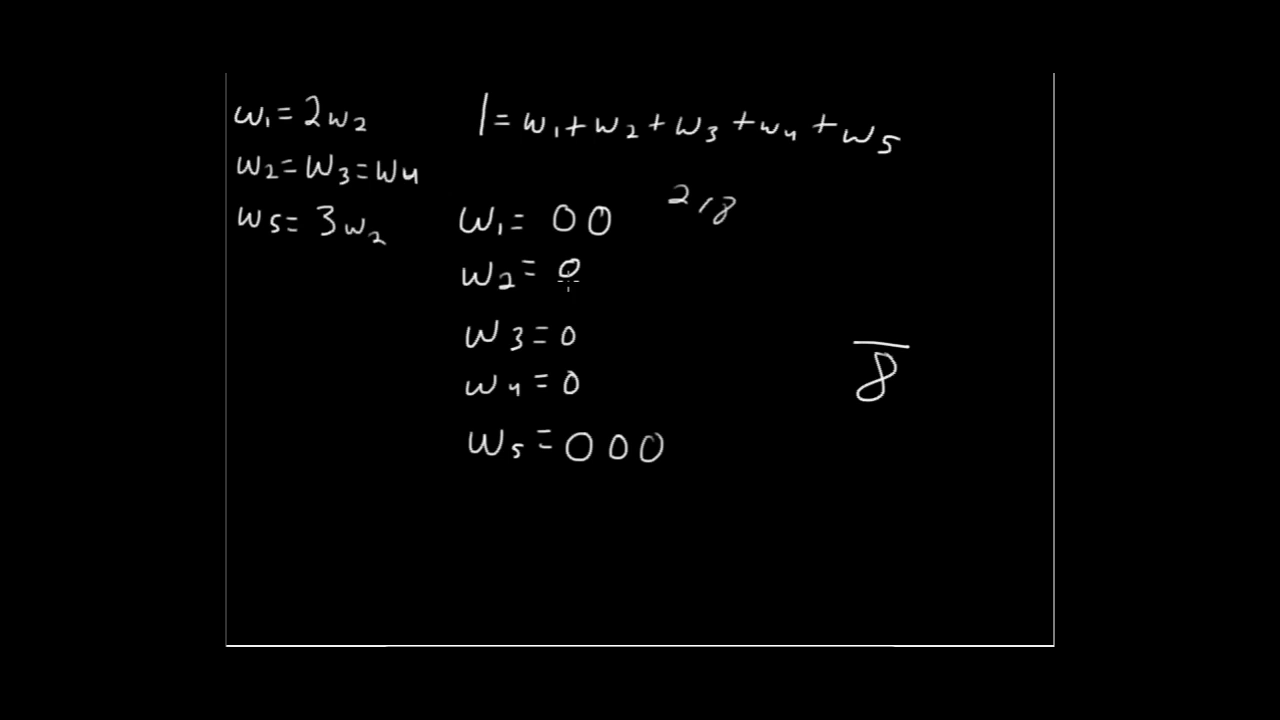 w1 = 2w2
1 = w1 + w2 + w3 + w4 + w5
w2 = w3 = w4
w5 = 3w2
w1 = 0 0
2/8
w2 = 0
w3 = 0
w4 = 0
8
w5 = 0 0 0